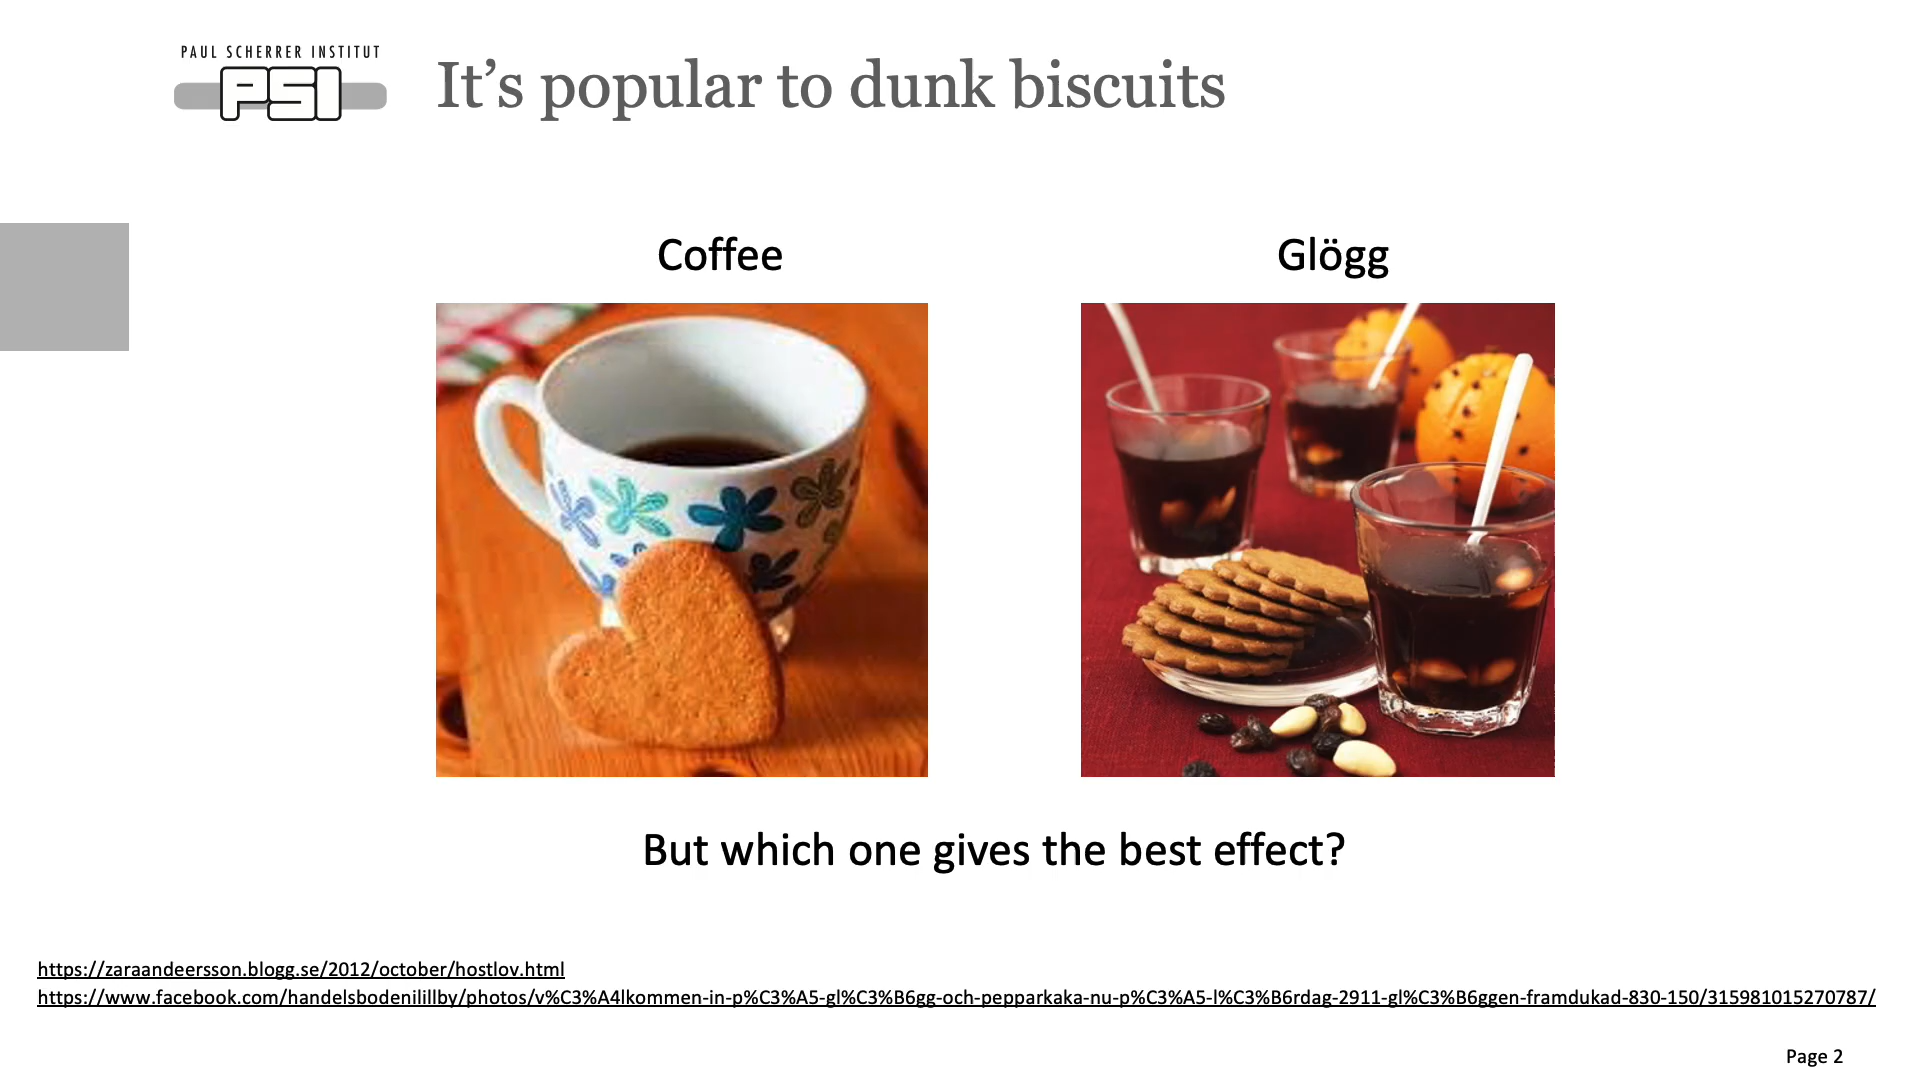 PAUL SCHERRER INSTITUT
PSI
It’s popular to dunk biscuits
Coffee
Glögg
But which one gives the best effect?
https://zaraandeersson.blogg.se/2012/october/hostlov.html
https://www.facebook.com/handelsbodenilillby/photos/v%C3%A4lkommen-in-p%C3%A5-gl%C3%B6gg-och-pepparkaka-nu-p%C3%A5-l%C3%B6rdag-2911-gl%C3%B6ggen-framdukad-830-150/315981015270787/
Page 2